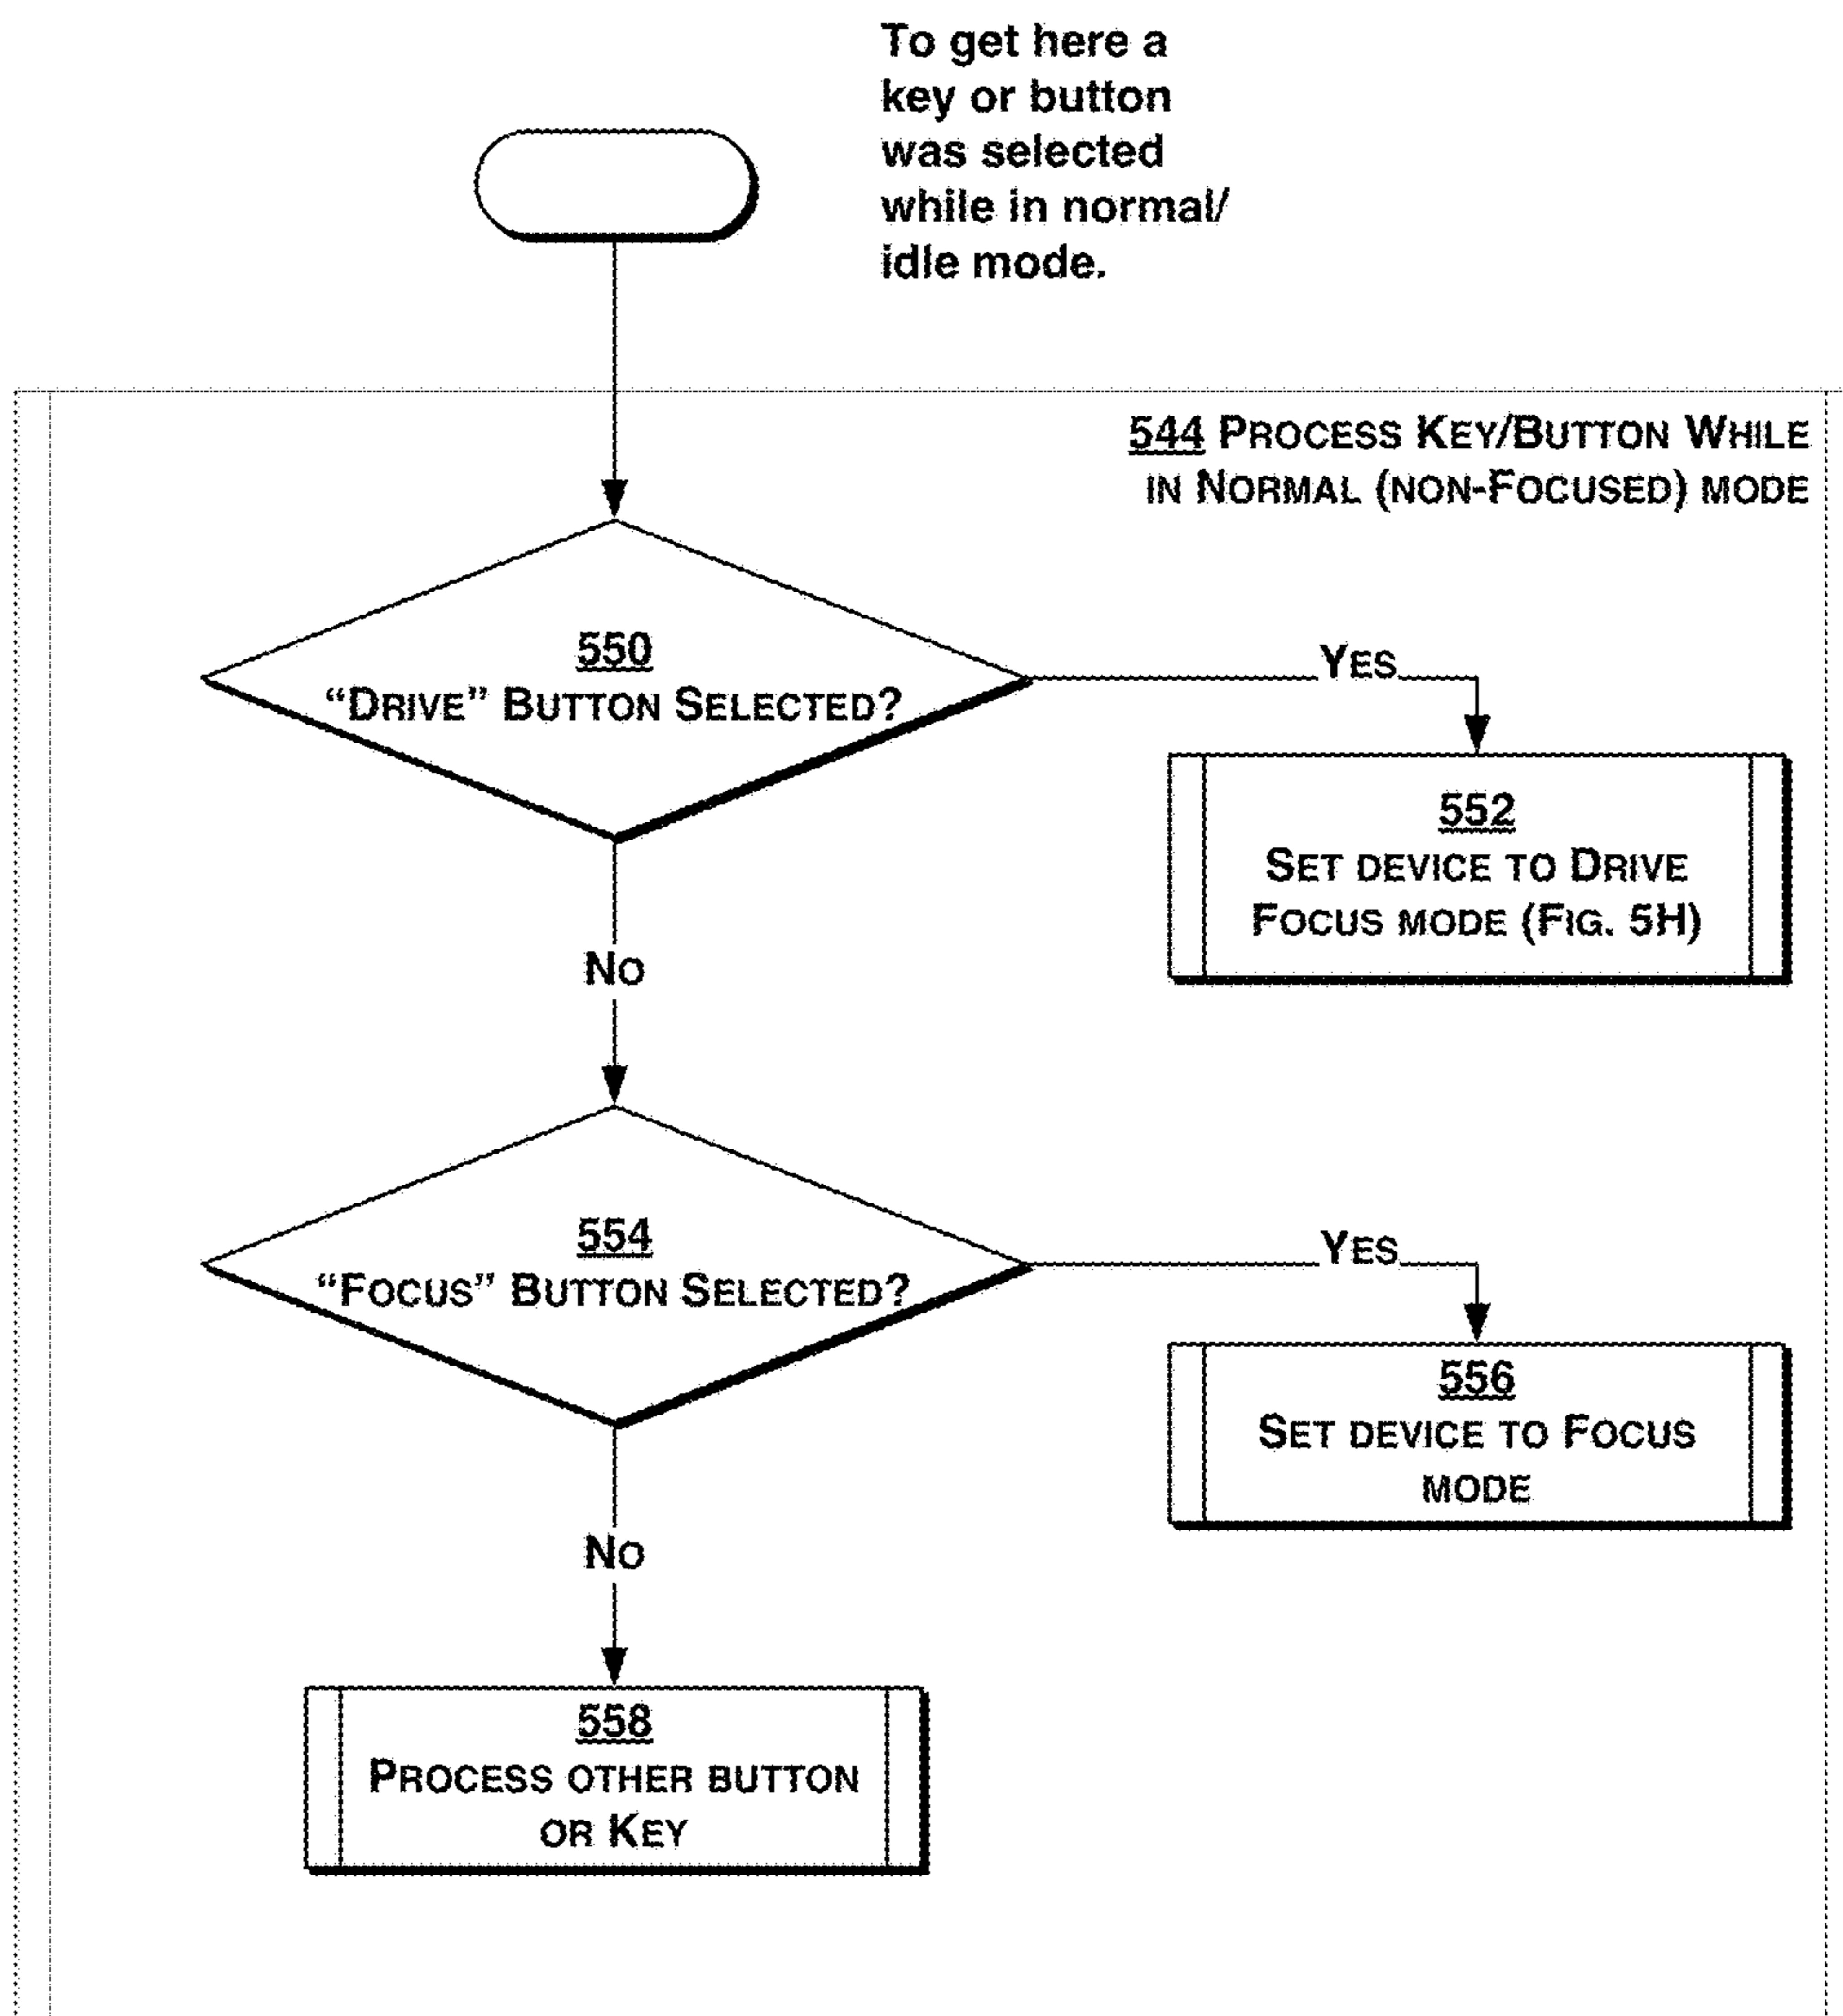 To get here a
key or button
was selected
while in normal/
idle mode.
544 PROCESS KEY/BUTTON WHILE
IN NORMAL (NON-FOCUSED) MODE
550
“DRIVE” BUTTON SELECTED?
YES
552
SET DEVICE TO DRIVE
FOCUS MODE (FIG. 5H)
NO
554
“FOCUS” BUTTON SELECTED?
YES
556
SET DEVICE TO FOCUS
MODE
NO
558
PROCESS OTHER BUTTON
OR KEY